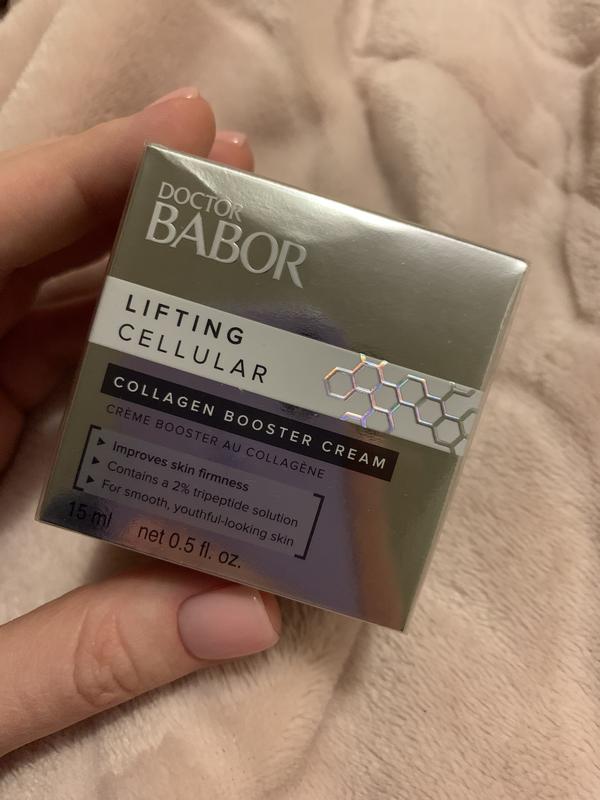 DOCTOR
BABOR
LIFTING
CELLULAR
COLLAGEN BOOSTER CREAM
CRÈME BOOSTER AU COLLAGÈNE
Improves skin firmness
Contains a 2% tripeptide solution
For smooth, youthful-looking skin
15 ml net 0.5 fl. oz.